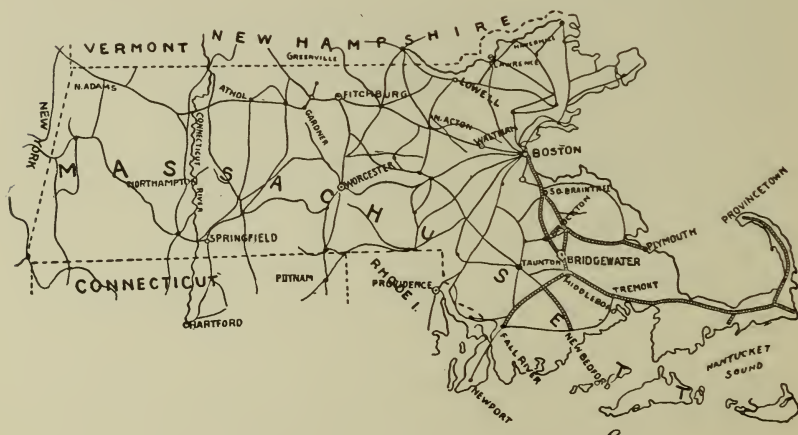 VERMONT
NEW HAMPSHIRE
GREENVILLE
HAVERHILL
LAWRENCE
N. ADAMS
ATHOL
FITCHBURG
LOWELL
GARDNER
N. ACTON
WALTHAM
NEW YORK
CONNECTICUT RIVER
BOSTON
MASSACHUSETTS
NORTHAMPTON
WORCESTER
SO. BRAINTREE
PROVINCETOWN
SPRINGFIELD
PLYMOUTH
TAUNTON
BRIDGEWATER
CONNECTICUT
PUTNAM
RHODE I.
PROVIDENCE
MIDDLEBORO
TREMONT
HARTFORD
FALL RIVER
NEW BEDFORD
NANTUCKET
SOUND
NEWPORT